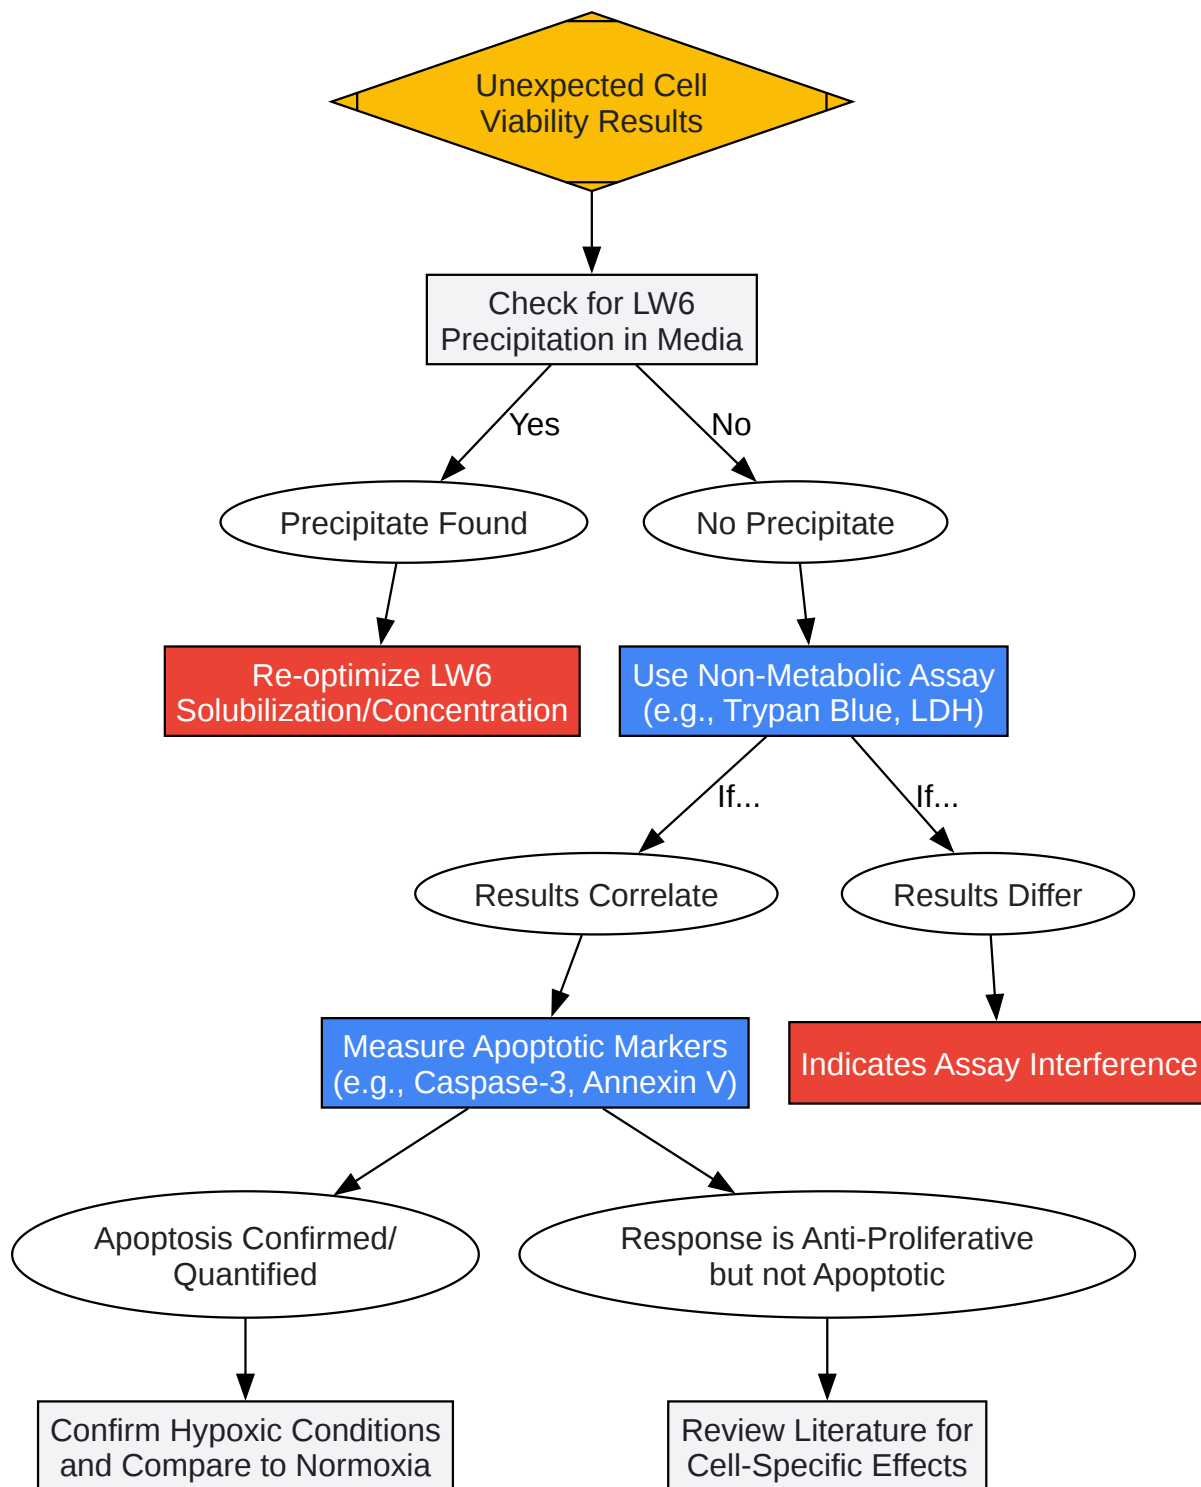 Unexpected Cell
Viability Results
Check for LW6
Precipitation in Media
Yes
No
Precipitate Found
No Precipitate
Re-optimize LW6
Solubilization/Concentration
Use Non-Metabolic Assay
(e.g., Trypan Blue, LDH)
If...
If...
Results Correlate
Results Differ
Measure Apoptotic Markers
(e.g., Caspase-3, Annexin V)
Indicates Assay Interference
Apoptosis Confirmed/
Quantified
Response is Anti-Proliferative
but not Apoptotic
Confirm Hypoxic Conditions
and Compare to Normoxia
Review Literature for
Cell-Specific Effects